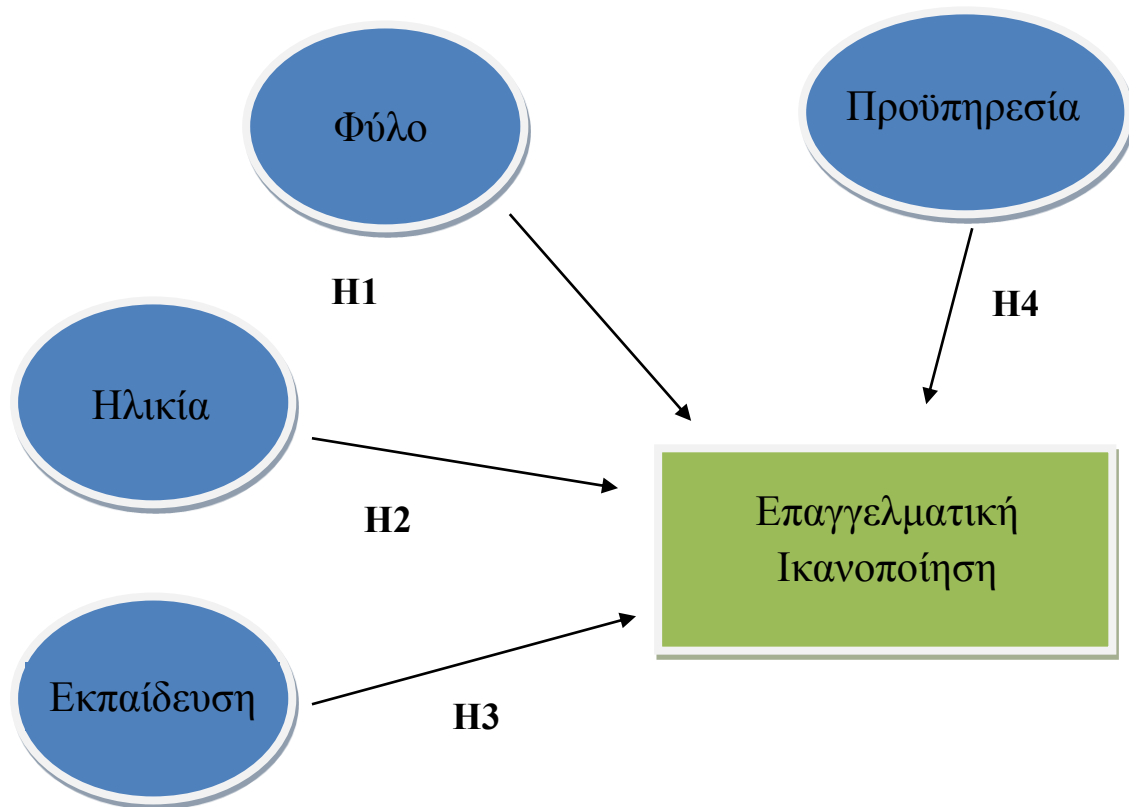 Φύλο
Προϋπηρεσία
H1
H4
Ηλικία
H2
Επαγγελματική
Ικανοποίηση
Εκπαίδευση
H3